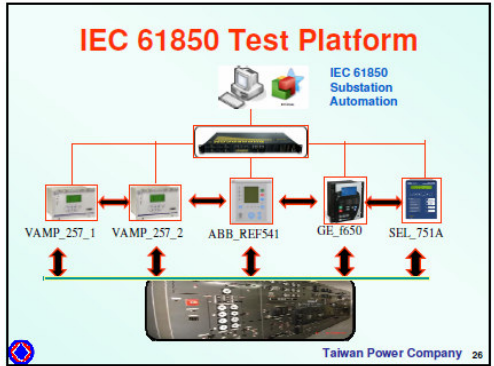 IEC 61850 Test Platform
IEC 61850
Substation
Automation
VAMP_257_1
VAMP_257_2
ABB_REF541
GE_f650
SEL_751A
Taiwan Power Company 26